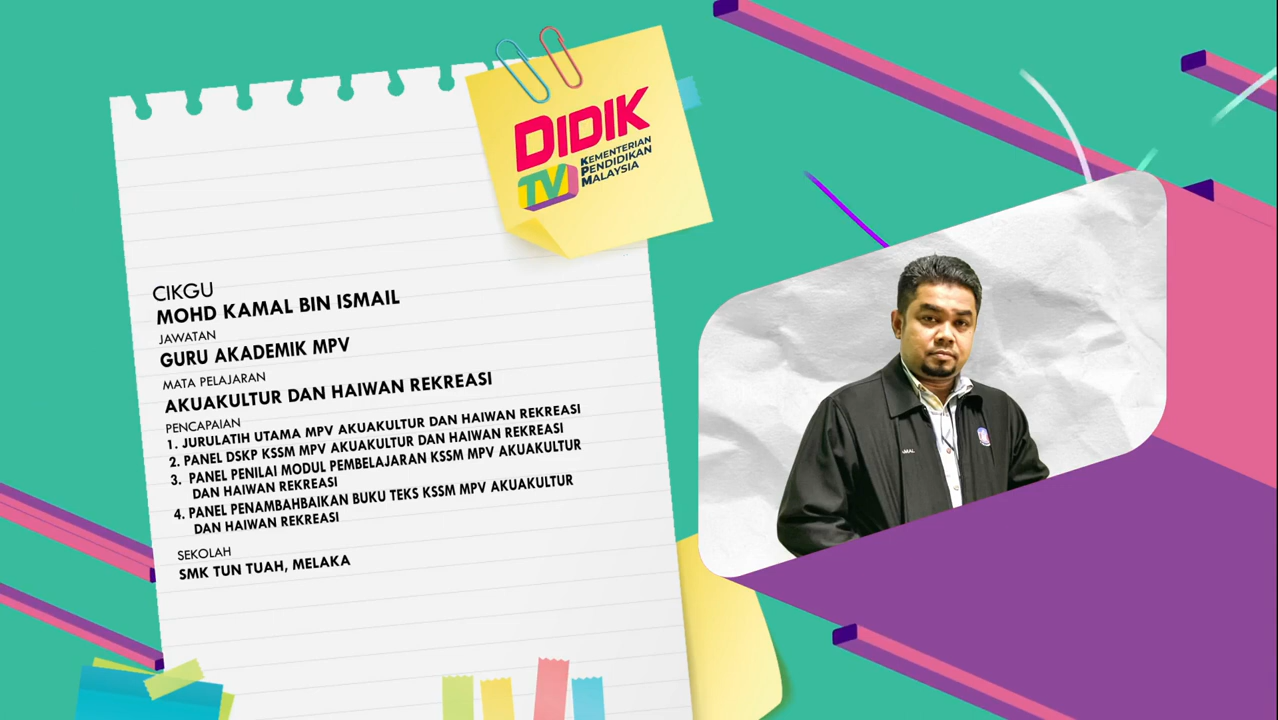 DIDIK
TV
KEMENTERIAN
PENDIDIKAN
MALAYSIA
CIKGU
MOHD KAMAL BIN ISMAIL
JAWATAN
GURU AKADEMIK MPV
MATA PELAJARAN
AKUAKULTUR DAN HAIWAN REKREASI
PENCAPAIAN
1. JURULATIH UTAMA MPV AKUAKULTUR DAN HAIWAN REKREASI
2. PANEL DSKP KSSM MPV AKUAKULTUR DAN HAIWAN REKREASI
3. PANEL PENILAI MODUL PEMBELAJARAN KSSM MPV AKUAKULTUR
DAN HAIWAN REKREASI
4. PANEL PENAMBAHBAIKAN BUKU TEKS KSSM MPV AKUAKULTUR
DAN HAIWAN REKREASI
SEKOLAH
SMK TUN TUAH, MELAKA